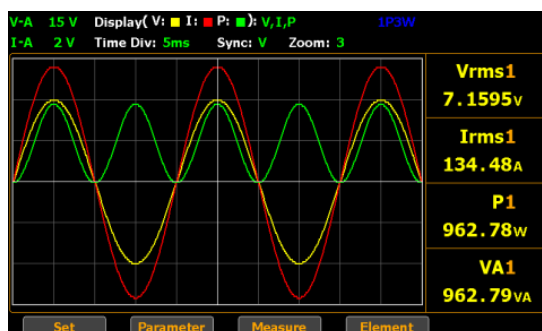 V-A 15 V Display( V: I: P: ): V,I,P 1P3W
I-A 2 V Time Div: 5ms Sync: V Zoom: 3
Vrms1
7.1595V
Irms1
134.48A
P1
962.78W
VA1
962.79VA
Set Parameter Measure Element